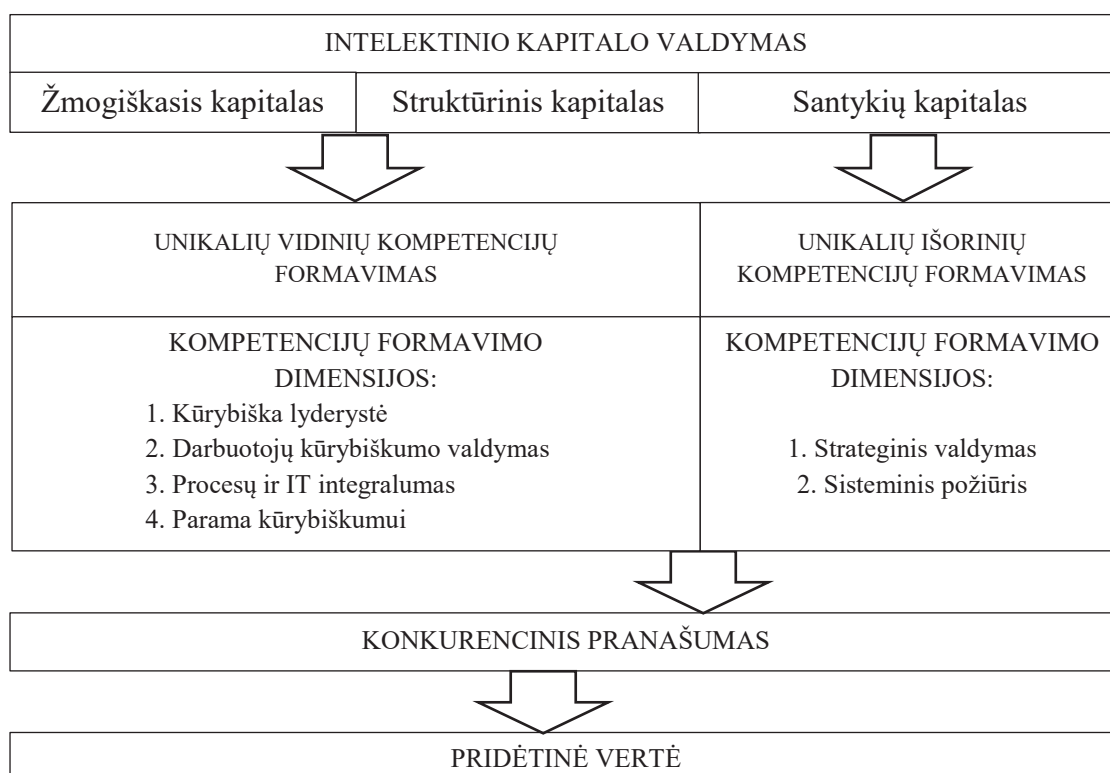 INTELEKTINIO KAPITALO VALDYMAS
Žmogiškasis kapitalas
Struktūrinis kapitalas
Santykių kapitalas
UNIKALIŲ VIDINIŲ KOMPETENCIJŲ
FORMAVIMAS
UNIKALIŲ IŠORINIŲ
KOMPETENCIJŲ FORMAVIMAS
KOMPETENCIJŲ FORMAVIMO
DIMENSIJOS:
1. Kūrybiška lyderystė
2. Darbuotojų kūrybiškumo valdymas
3. Procesų ir IT integralumas
4. Parama kūrybiškumui
KOMPETENCIJŲ FORMAVIMO
DIMENSIJOS:
1. Strateginis valdymas
2. Sisteminis požiūris
KONKURENCINIS PRANAŠUMAS
PRIDĖTINĖ VERTĖ